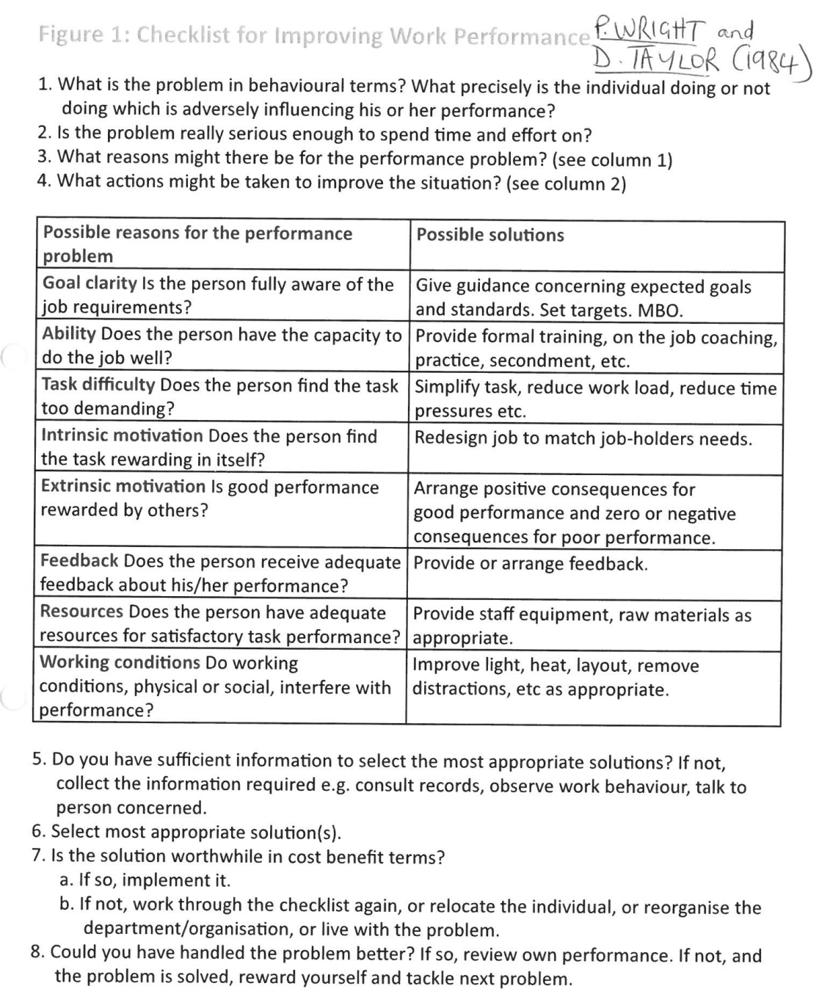 Figure 1: Checklist for Improving Work Performance P. WRIGHT and
D. TAYLOR (1984)
1. What is the problem in behavioural terms? What precisely is the individual doing or not
doing which is adversely influencing his or her performance?
2. Is the problem really serious enough to spend time and effort on?
3. What reasons might there be for the performance problem? (see column 1)
4. What actions might be taken to improve the situation? (see column 2)
Possible reasons for the performance
problem
Possible solutions
Goal clarity Is the person fully aware of the
job requirements?
Give guidance concerning expected goals
and standards. Set targets. MBO.
Ability Does the person have the capacity to
do the job well?
Provide formal training, on the job coaching,
practice, secondment, etc.
Task difficulty Does the person find the task
too demanding?
Simplify task, reduce work load, reduce time
pressures etc.
Intrinsic motivation Does the person find
the task rewarding in itself?
Redesign job to match job-holders needs.
Extrinsic motivation Is good performance
rewarded by others?
Arrange positive consequences for
good performance and zero or negative
consequences for poor performance.
Feedback Does the person receive adequate
feedback about his/her performance?
Provide or arrange feedback.
Resources Does the person have adequate
resources for satisfactory task performance?
Provide staff equipment, raw materials as
appropriate.
Working conditions Do working
conditions, physical or social, interfere with
performance?
Improve light, heat, layout, remove
distractions, etc as appropriate.
5. Do you have sufficient information to select the most appropriate solutions? If not,
collect the information required e.g. consult records, observe work behaviour, talk to
person concerned.
6. Select most appropriate solution(s).
7. Is the solution worthwhile in cost benefit terms?
a. If so, implement it.
b. If not, work through the checklist again, or relocate the individual, or reorganise the
department/organisation, or live with the problem.
8. Could you have handled the problem better? If so, review own performance. If not, and
the problem is solved, reward yourself and tackle next problem.